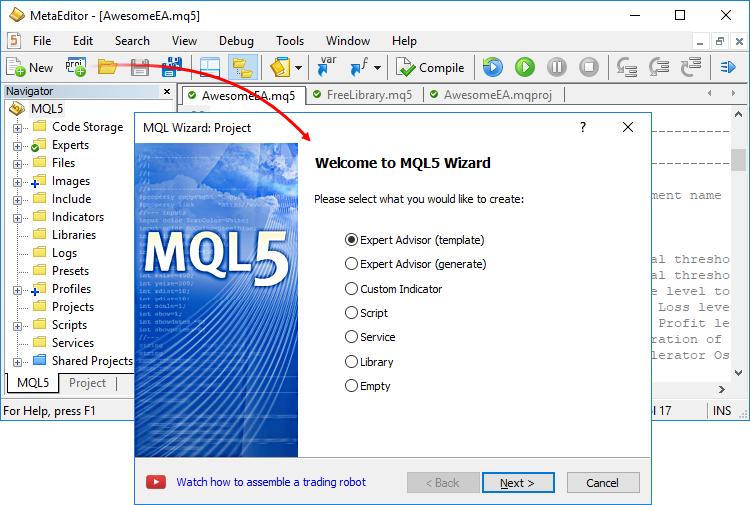 MetaEditor - [AwesomeEA.mq5]
File Edit Search View Debug Tools Window Help
New proj var Compile
Navigator
AwesomeEA.mq5 FreeLibrary.mq5 AwesomeEA.mqproj
MQL5
Code Storage
Experts
Files
Images
Include
Indicators
Libraries
Logs
Presets
Profiles
Projects
Scripts
Services
Shared Projects
MQL5 Project
For Help, press F1
MQL Wizard: Project
MQL5
Welcome to MQL5 Wizard
Please select what you would like to create:
Expert Advisor (template)
Expert Advisor (generate)
Custom Indicator
Script
Service
Library
Empty
Watch how to assemble a trading robot
< Back Next > Cancel
ment name
al thresho
al thresho
e level to
Loss leve
Profit le
ration of
lerator Os
ol 17 INS